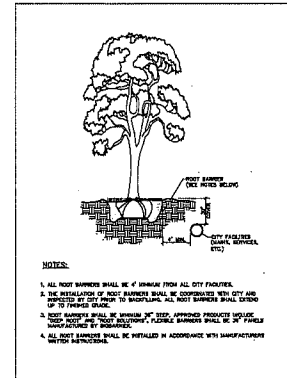 ROOT BARRIER
(SEE NOTES BELOW)
CITY FACILITIES
(MAINS, SERVICES,
ETC.)
4' MIN.
NOTES:
1. ALL ROOT BARRIERS SHALL BE 4' MINIMUM FROM ALL CITY FACILITIES.
2. THE INSTALLATION OF ROOT BARRIERS SHALL BE COORDINATED WITH CITY AND
INSPECTED BY CITY PRIOR TO BACKFILLING. ALL ROOT BARRIERS SHALL EXTEND
UP TO FINISHED GRADE.
3. ROOT BARRIERS SHALL BE MINIMUM 36" DEEP. APPROVED PRODUCTS INCLUDE
"DEEP ROOT" AND "ROOT SOLUTIONS". FLEXIBLE BARRIERS SHALL BE 36" PANELS
MANUFACTURED BY BIOBARRIER.
4. ALL ROOT BARRIERS SHALL BE INSTALLED IN ACCORDANCE WITH MANUFACTURERS
WRITTEN INSTRUCTIONS.